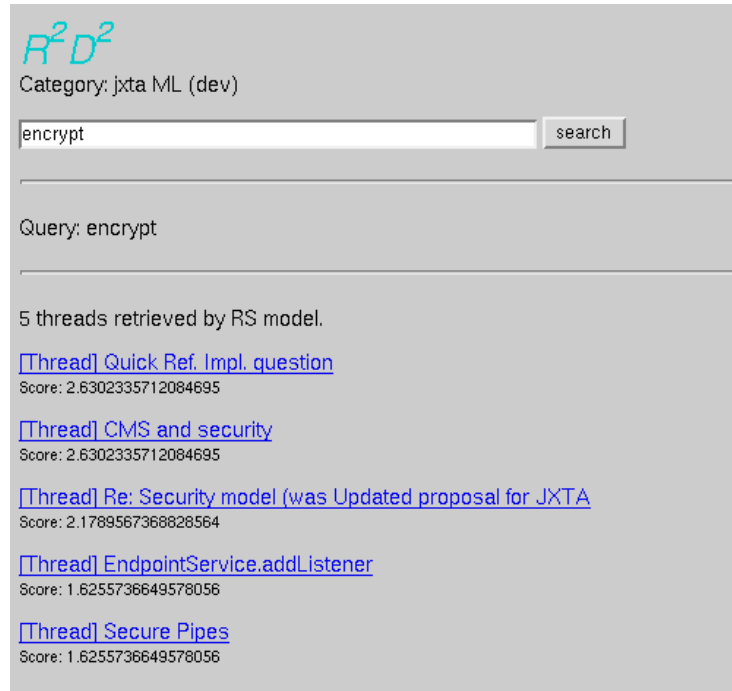 R²D²
Category: jxta ML (dev)
encrypt search
Query: encrypt
5 threads retrieved by RS model.
[Thread] Quick Ref. Impl. question
Score: 2.6302335712084695
[Thread] CMS and security
Score: 2.6302335712084695
[Thread] Re: Security model (was Updated proposal for JXTA
Score: 2.1789567368828564
[Thread] EndpointService.addListener
Score: 1.6255736649578056
[Thread] Secure Pipes
Score: 1.6255736649578056